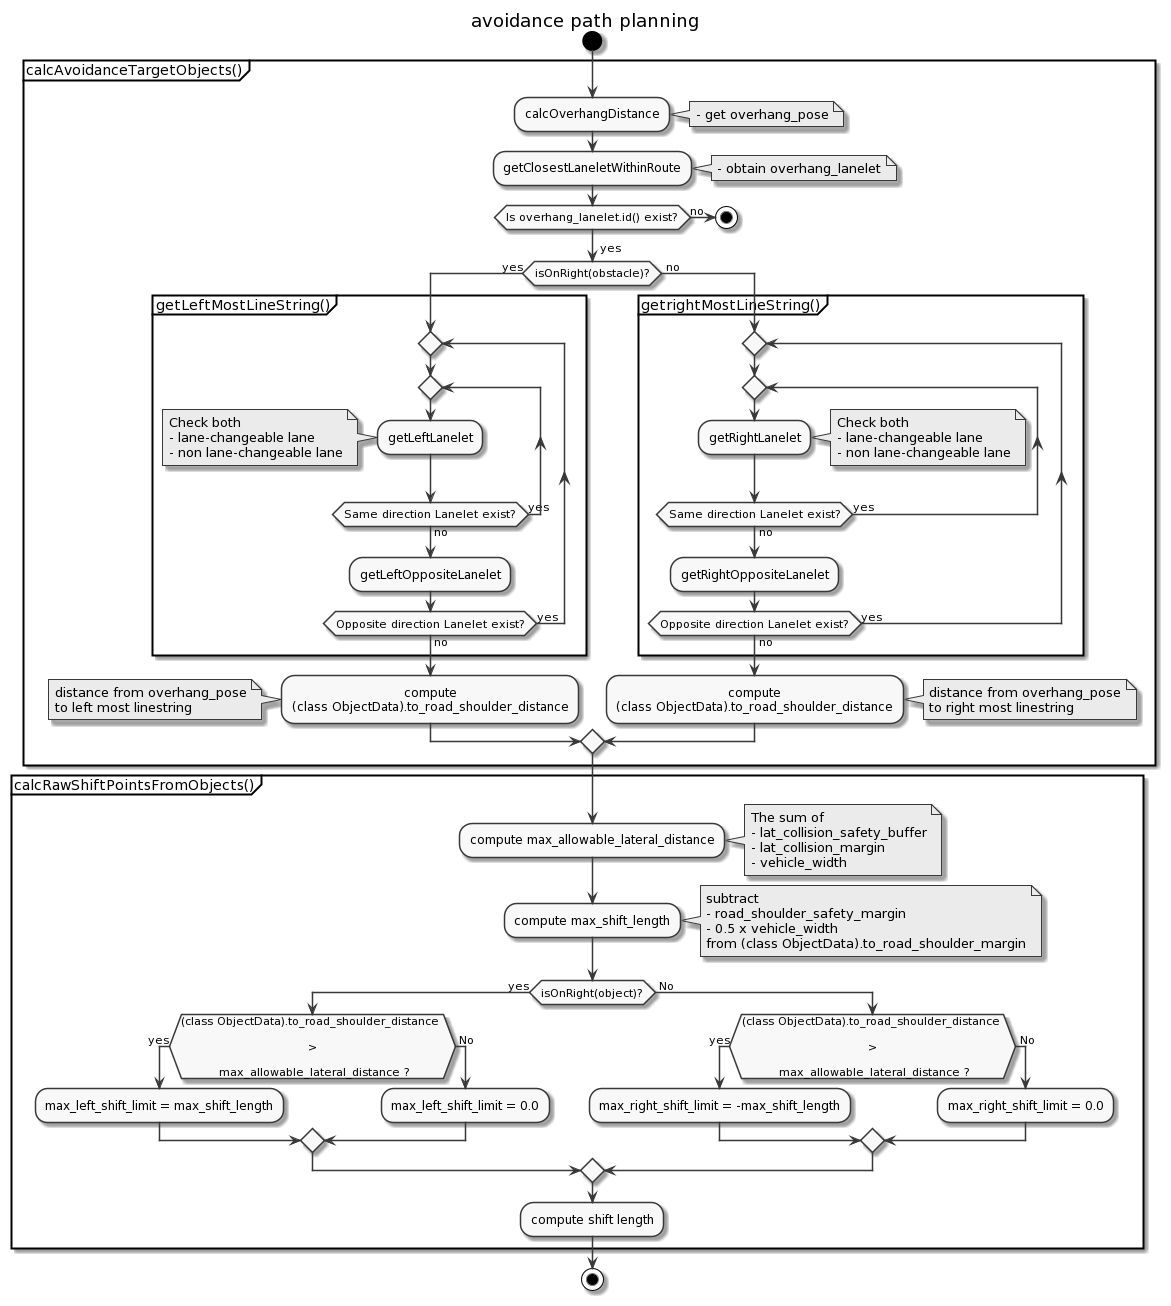 avoidance path planning
calcAvoidanceTargetObjects()
calcOverhangDistance
- get overhang_pose
getClosestLaneletWithinRoute
- obtain overhang_lanelet
Is overhang_lanelet.id() exist?
no
yes
yes
isOnRight(obstacle)?
no
getLeftMostLineString()
Check both
- lane-changeable lane
- non lane-changeable lane
getLeftLanelet
Same direction Lanelet exist?
yes
no
getLeftOppositeLanelet
Opposite direction Lanelet exist?
yes
no
getrightMostLineString()
getRightLanelet
Check both
- lane-changeable lane
- non lane-changeable lane
Same direction Lanelet exist?
yes
no
getRightOppositeLanelet
Opposite direction Lanelet exist?
yes
no
distance from overhang_pose
to left most linestring
compute
(class ObjectData).to_road_shoulder_distance
compute
(class ObjectData).to_road_shoulder_distance
distance from overhang_pose
to right most linestring
calcRawShiftPointsFromObjects()
compute max_allowable_lateral_distance
The sum of
- lat_collision_safety_buffer
- lat_collision_margin
- vehicle_width
compute max_shift_length
subtract
- road_shoulder_safety_margin
- 0.5 x vehicle_width
from (class ObjectData).to_road_shoulder_margin
yes
isOnRight(object)?
No
(class ObjectData).to_road_shoulder_distance
>
max_allowable_lateral_distance ?
yes
No
max_left_shift_limit = max_shift_length
max_left_shift_limit = 0.0
(class ObjectData).to_road_shoulder_distance
>
max_allowable_lateral_distance ?
yes
No
max_right_shift_limit = -max_shift_length
max_right_shift_limit = 0.0
compute shift length